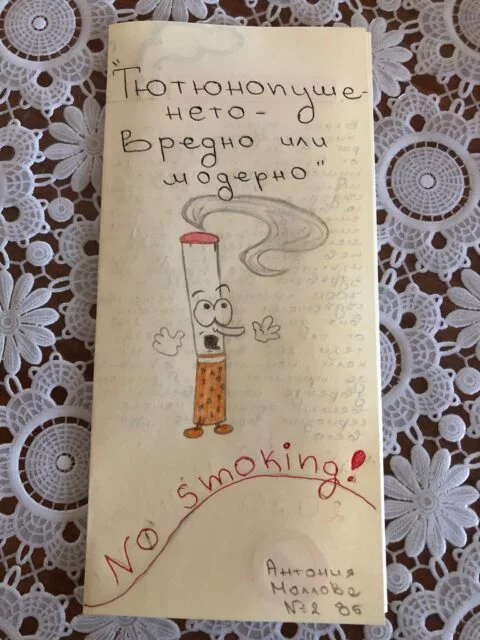 "Тютюнопуше-
нето-
Вредно или
модерно"
No smoking!
Антония
Моллова
№2 8б